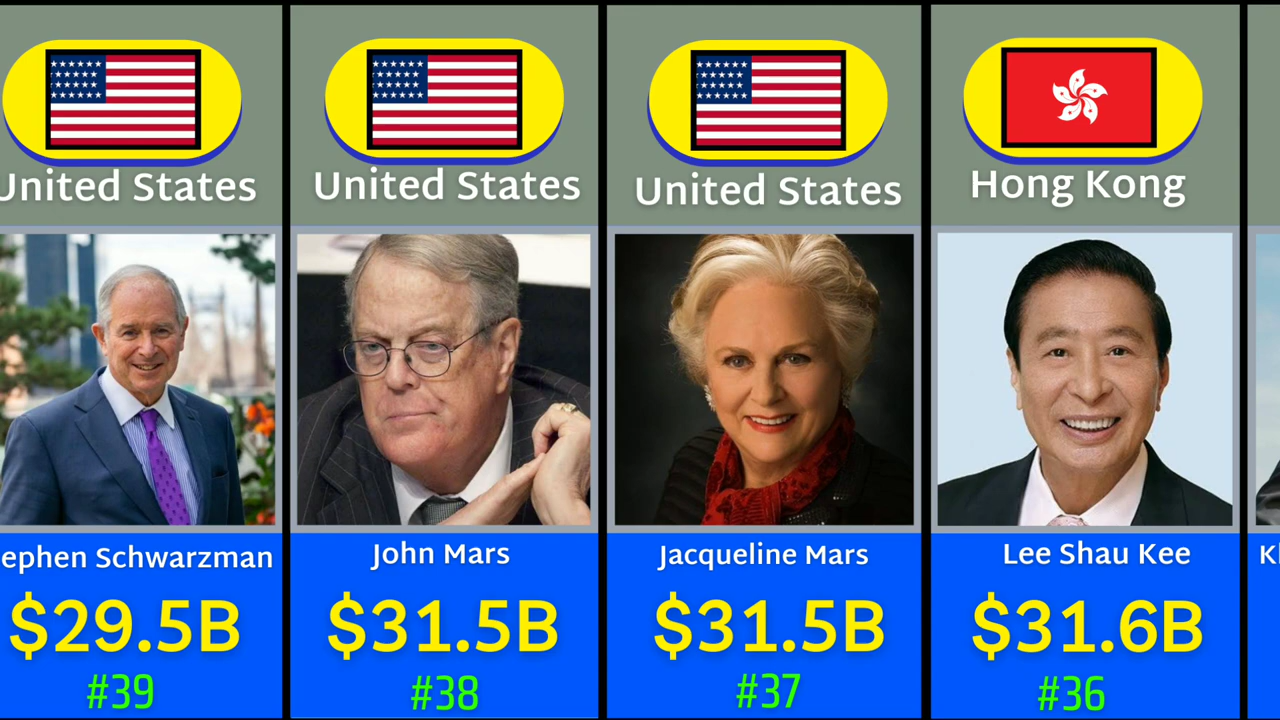 United States
United States
United States
Hong Kong
ephen Schwarzman
John Mars
Jacqueline Mars
Lee Shau Kee
$29.5B
$31.5B
$31.5B
$31.6B
#39
#38
#37
#36